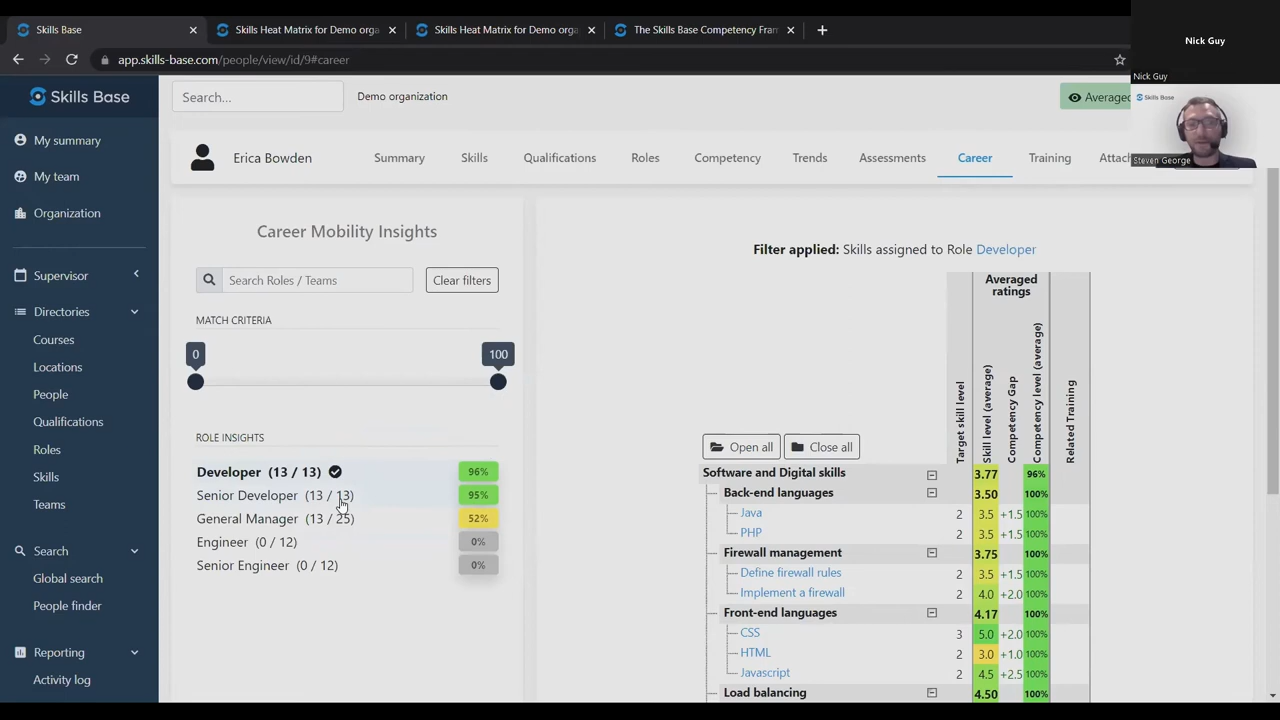 Skills Base
Skills Heat Matrix for Demo orga
Skills Heat Matrix for Demo orga
The Skills Base Competency Fram
app.skills-base.com/people/view/id/9#career
Nick Guy
Nick Guy
Skills Base
Steven George
Skills Base
Search...
Demo organization
Averaged
My summary
My team
Organization
Supervisor
Directories
Courses
Locations
People
Qualifications
Roles
Skills
Teams
Search
Global search
People finder
Reporting
Activity log
Erica Bowden
Summary
Skills
Qualifications
Roles
Competency
Trends
Assessments
Career
Training
Attach
Career Mobility Insights
Search Roles / Teams
Clear filters
MATCH CRITERIA
0
100
ROLE INSIGHTS
Developer (13 / 13) 96%
Senior Developer (13 / 13) 95%
General Manager (13 / 25) 52%
Engineer (0 / 12) 0%
Senior Engineer (0 / 12) 0%
Filter applied: Skills assigned to Role Developer
Averaged
ratings
Target skill level
Skill level (average)
Competency Gap
Competency level (average)
Related Training
Open all
Close all
Software and Digital skills 3.77 96%
Back-end languages 3.50 100%
Java 2 3.5 +1.5 100%
PHP 2 3.5 +1.5 100%
Firewall management 3.75 100%
Define firewall rules 2 3.5 +1.5 100%
Implement a firewall 2 4.0 +2.0 100%
Front-end languages 4.17 100%
CSS 3 5.0 +2.0 100%
HTML 2 3.0 +1.0 100%
Javascript 2 4.5 +2.5 100%
Load balancing 4.50 100%